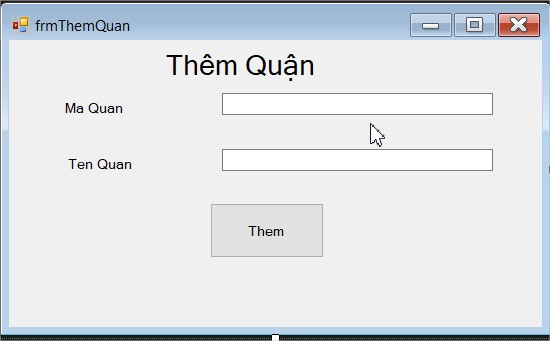 frmThemQuan
Thêm Quận
Ma Quan
Ten Quan
Them